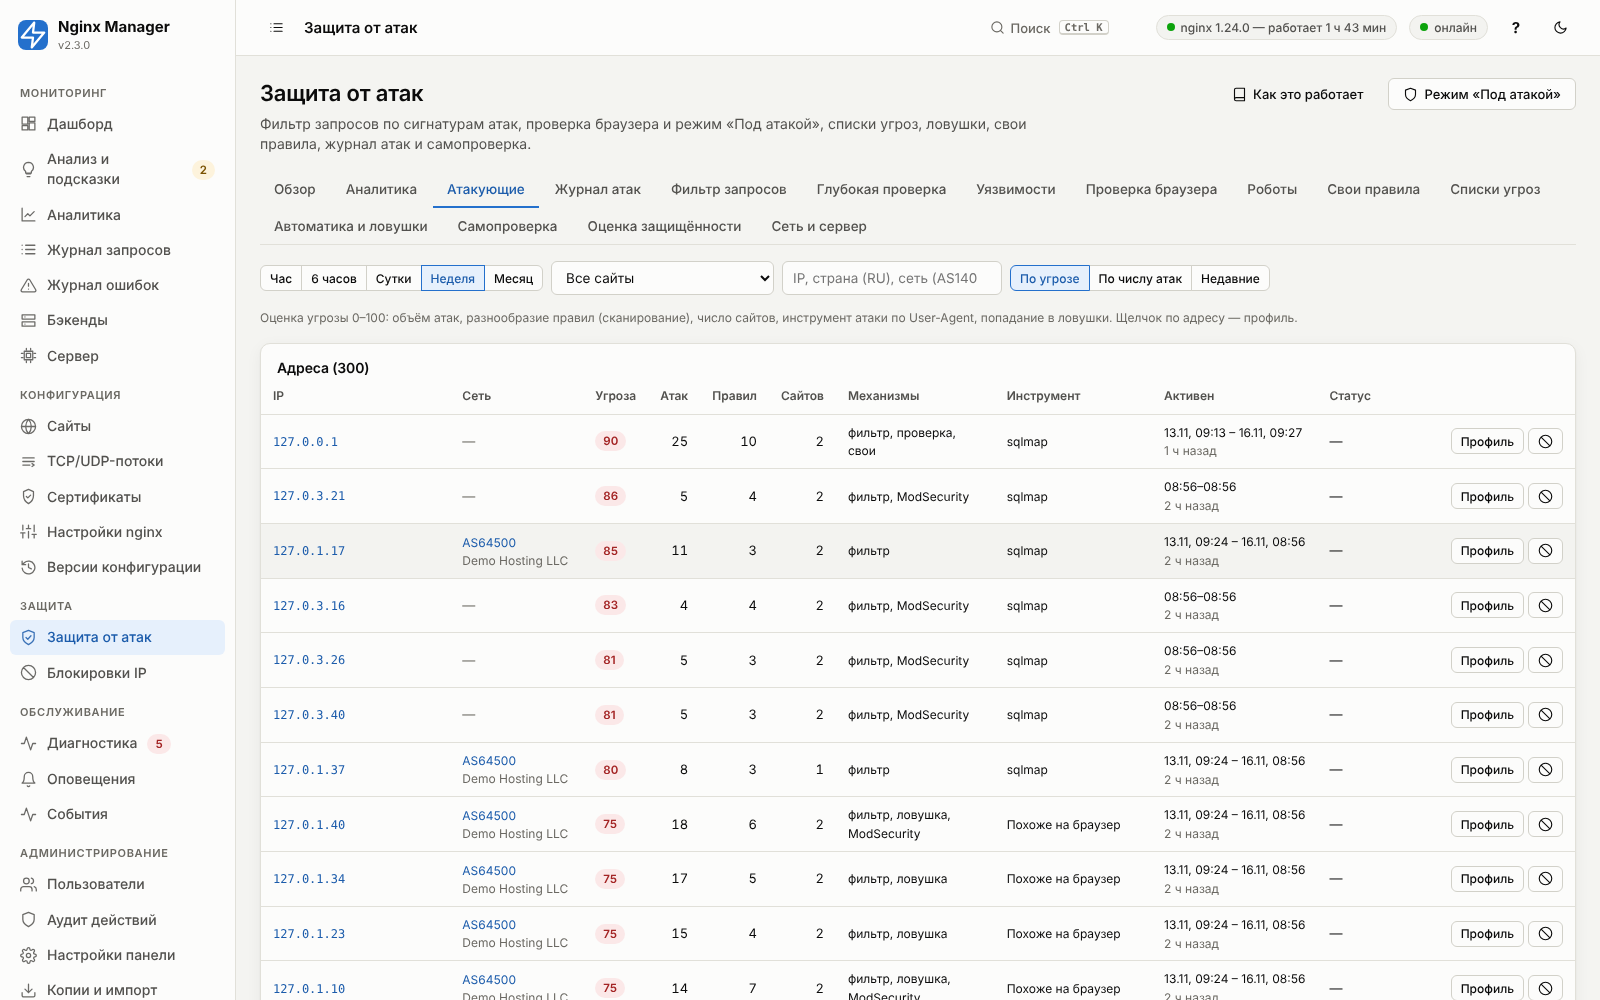 Nginx Manager
v2.3.0
МОНИТОРИНГ
Дашборд
Анализ и
подсказки
2
Аналитика
Журнал запросов
Журнал ошибок
Бэкенды
Сервер
КОНФИГУРАЦИЯ
Сайты
TCP/UDP-потоки
Сертификаты
Настройки nginx
Версии конфигурации
ЗАЩИТА
Защита от атак
Блокировки IP
ОБСЛУЖИВАНИЕ
Диагностика 5
Оповещения
События
АДМИНИСТРИРОВАНИЕ
Пользователи
Аудит действий
Настройки панели
Копии и импорт
Защита от атак
Поиск Ctrl K
nginx 1.24.0 — работает 1 ч 43 мин
онлайн
?
Защита от атак
Как это работает
Режим «Под атакой»
Фильтр запросов по сигнатурам атак, проверка браузера и режим «Под атакой», списки угроз, ловушки, свои
правила, журнал атак и самопроверка.
Обзор Аналитика Атакующие Журнал атак Фильтр запросов Глубокая проверка Уязвимости Проверка браузера Роботы Свои правила Списки угроз
Автоматика и ловушки Самопроверка Оценка защищённости Сеть и сервер
Час 6 часов Сутки Неделя Месяц Все сайты IP, страна (RU), сеть (AS140 По угрозе По числу атак Недавние
Оценка угрозы 0–100: объём атак, разнообразие правил (сканирование), число сайтов, инструмент атаки по User-Agent, попадание в ловушки. Щелчок по адресу — профиль.
Адреса (300)
IP Сеть Угроза Атак Правил Сайтов Механизмы Инструмент Активен Статус
127.0.0.1 — 90 25 10 2 фильтр, проверка, свои sqlmap 13.11, 09:13 – 16.11, 09:27 1 ч назад — Профиль
127.0.3.21 — 86 5 4 2 фильтр, ModSecurity sqlmap 08:56–08:56 2 ч назад — Профиль
127.0.1.17 AS64500 Demo Hosting LLC 85 11 3 2 фильтр sqlmap 13.11, 09:24 – 16.11, 08:56 2 ч назад — Профиль
127.0.3.16 — 83 4 4 2 фильтр, ModSecurity sqlmap 08:56–08:56 2 ч назад — Профиль
127.0.3.26 — 81 5 3 2 фильтр, ModSecurity sqlmap 08:56–08:56 2 ч назад — Профиль
127.0.3.40 — 81 5 3 2 фильтр, ModSecurity sqlmap 08:56–08:56 2 ч назад — Профиль
127.0.1.37 AS64500 Demo Hosting LLC 80 8 3 1 фильтр sqlmap 13.11, 09:24 – 16.11, 08:56 2 ч назад — Профиль
127.0.1.40 AS64500 Demo Hosting LLC 75 18 6 2 фильтр, ловушка, ModSecurity Похоже на браузер 13.11, 09:24 – 16.11, 08:56 2 ч назад — Профиль
127.0.1.34 AS64500 Demo Hosting LLC 75 17 5 2 фильтр, ловушка Похоже на браузер 13.11, 09:24 – 16.11, 08:56 2 ч назад — Профиль
127.0.1.23 AS64500 Demo Hosting LLC 75 15 4 2 фильтр, ловушка Похоже на браузер 13.11, 09:24 – 16.11, 08:56 2 ч назад — Профиль
127.0.1.10 AS64500 Demo Hosting LLC 75 14 7 2 фильтр, ловушка, ModSecurity Похоже на браузер 13.11, 09:24 – 16.11, 08:56 2 ч назад — Профиль